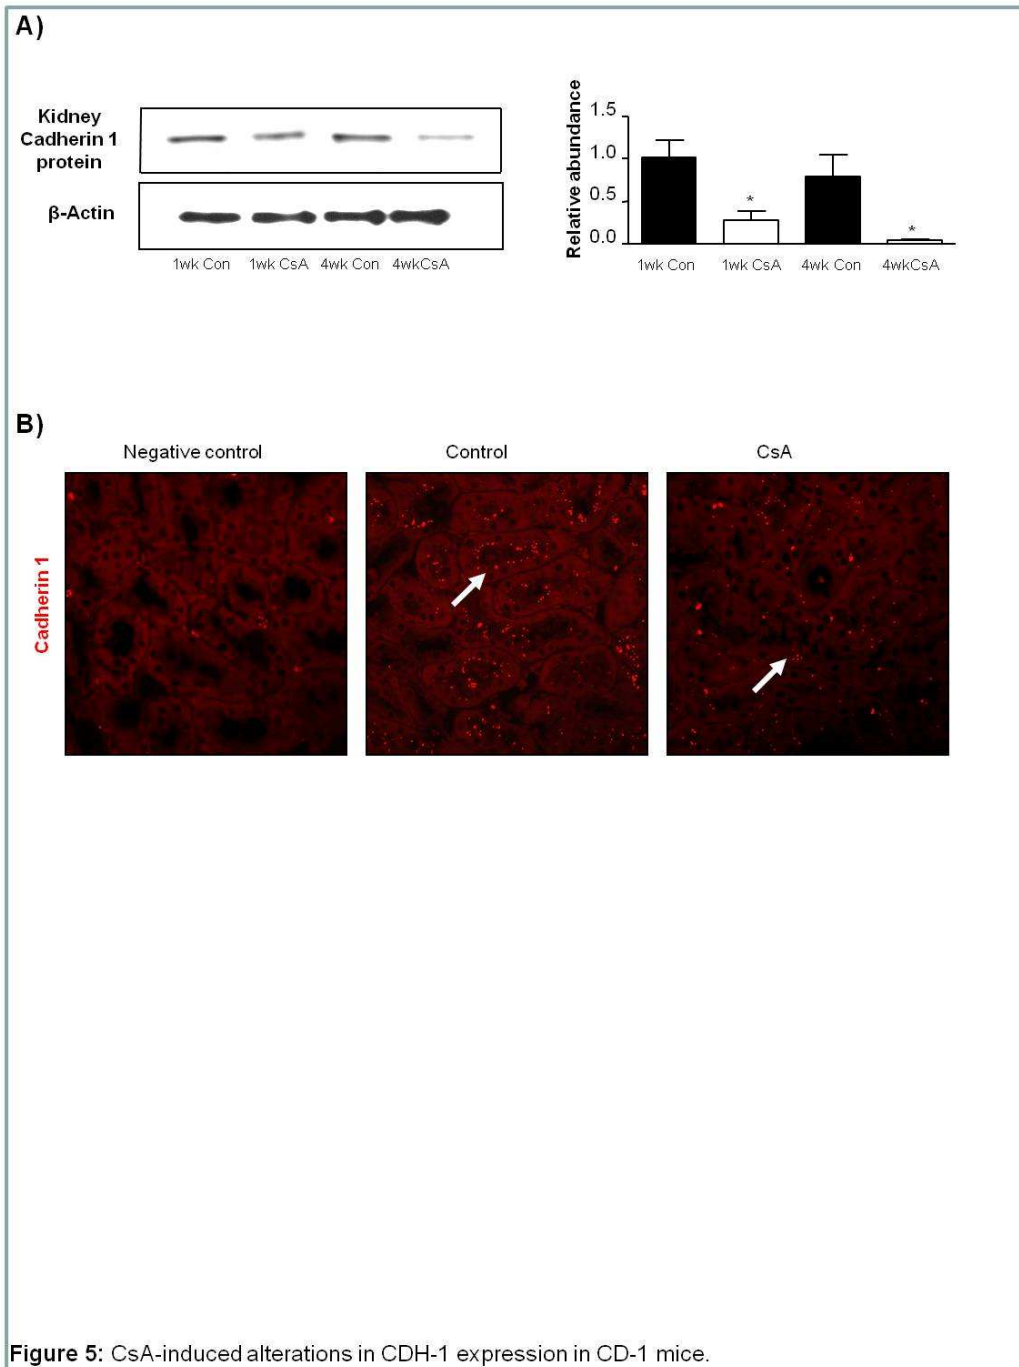 A)
Kidney
Cadherin 1
protein
β-Actin
1wk Con 1wk CsA 4wk Con 4wkCsA
Relative abundance
1.5
1.0
0.5
0.0
*
*
1wk Con 1wk CsA 4wk Con 4wkCsA
B)
Negative control Control CsA
Cadherin 1
Figure 5: CsA-induced alterations in CDH-1 expression in CD-1 mice.